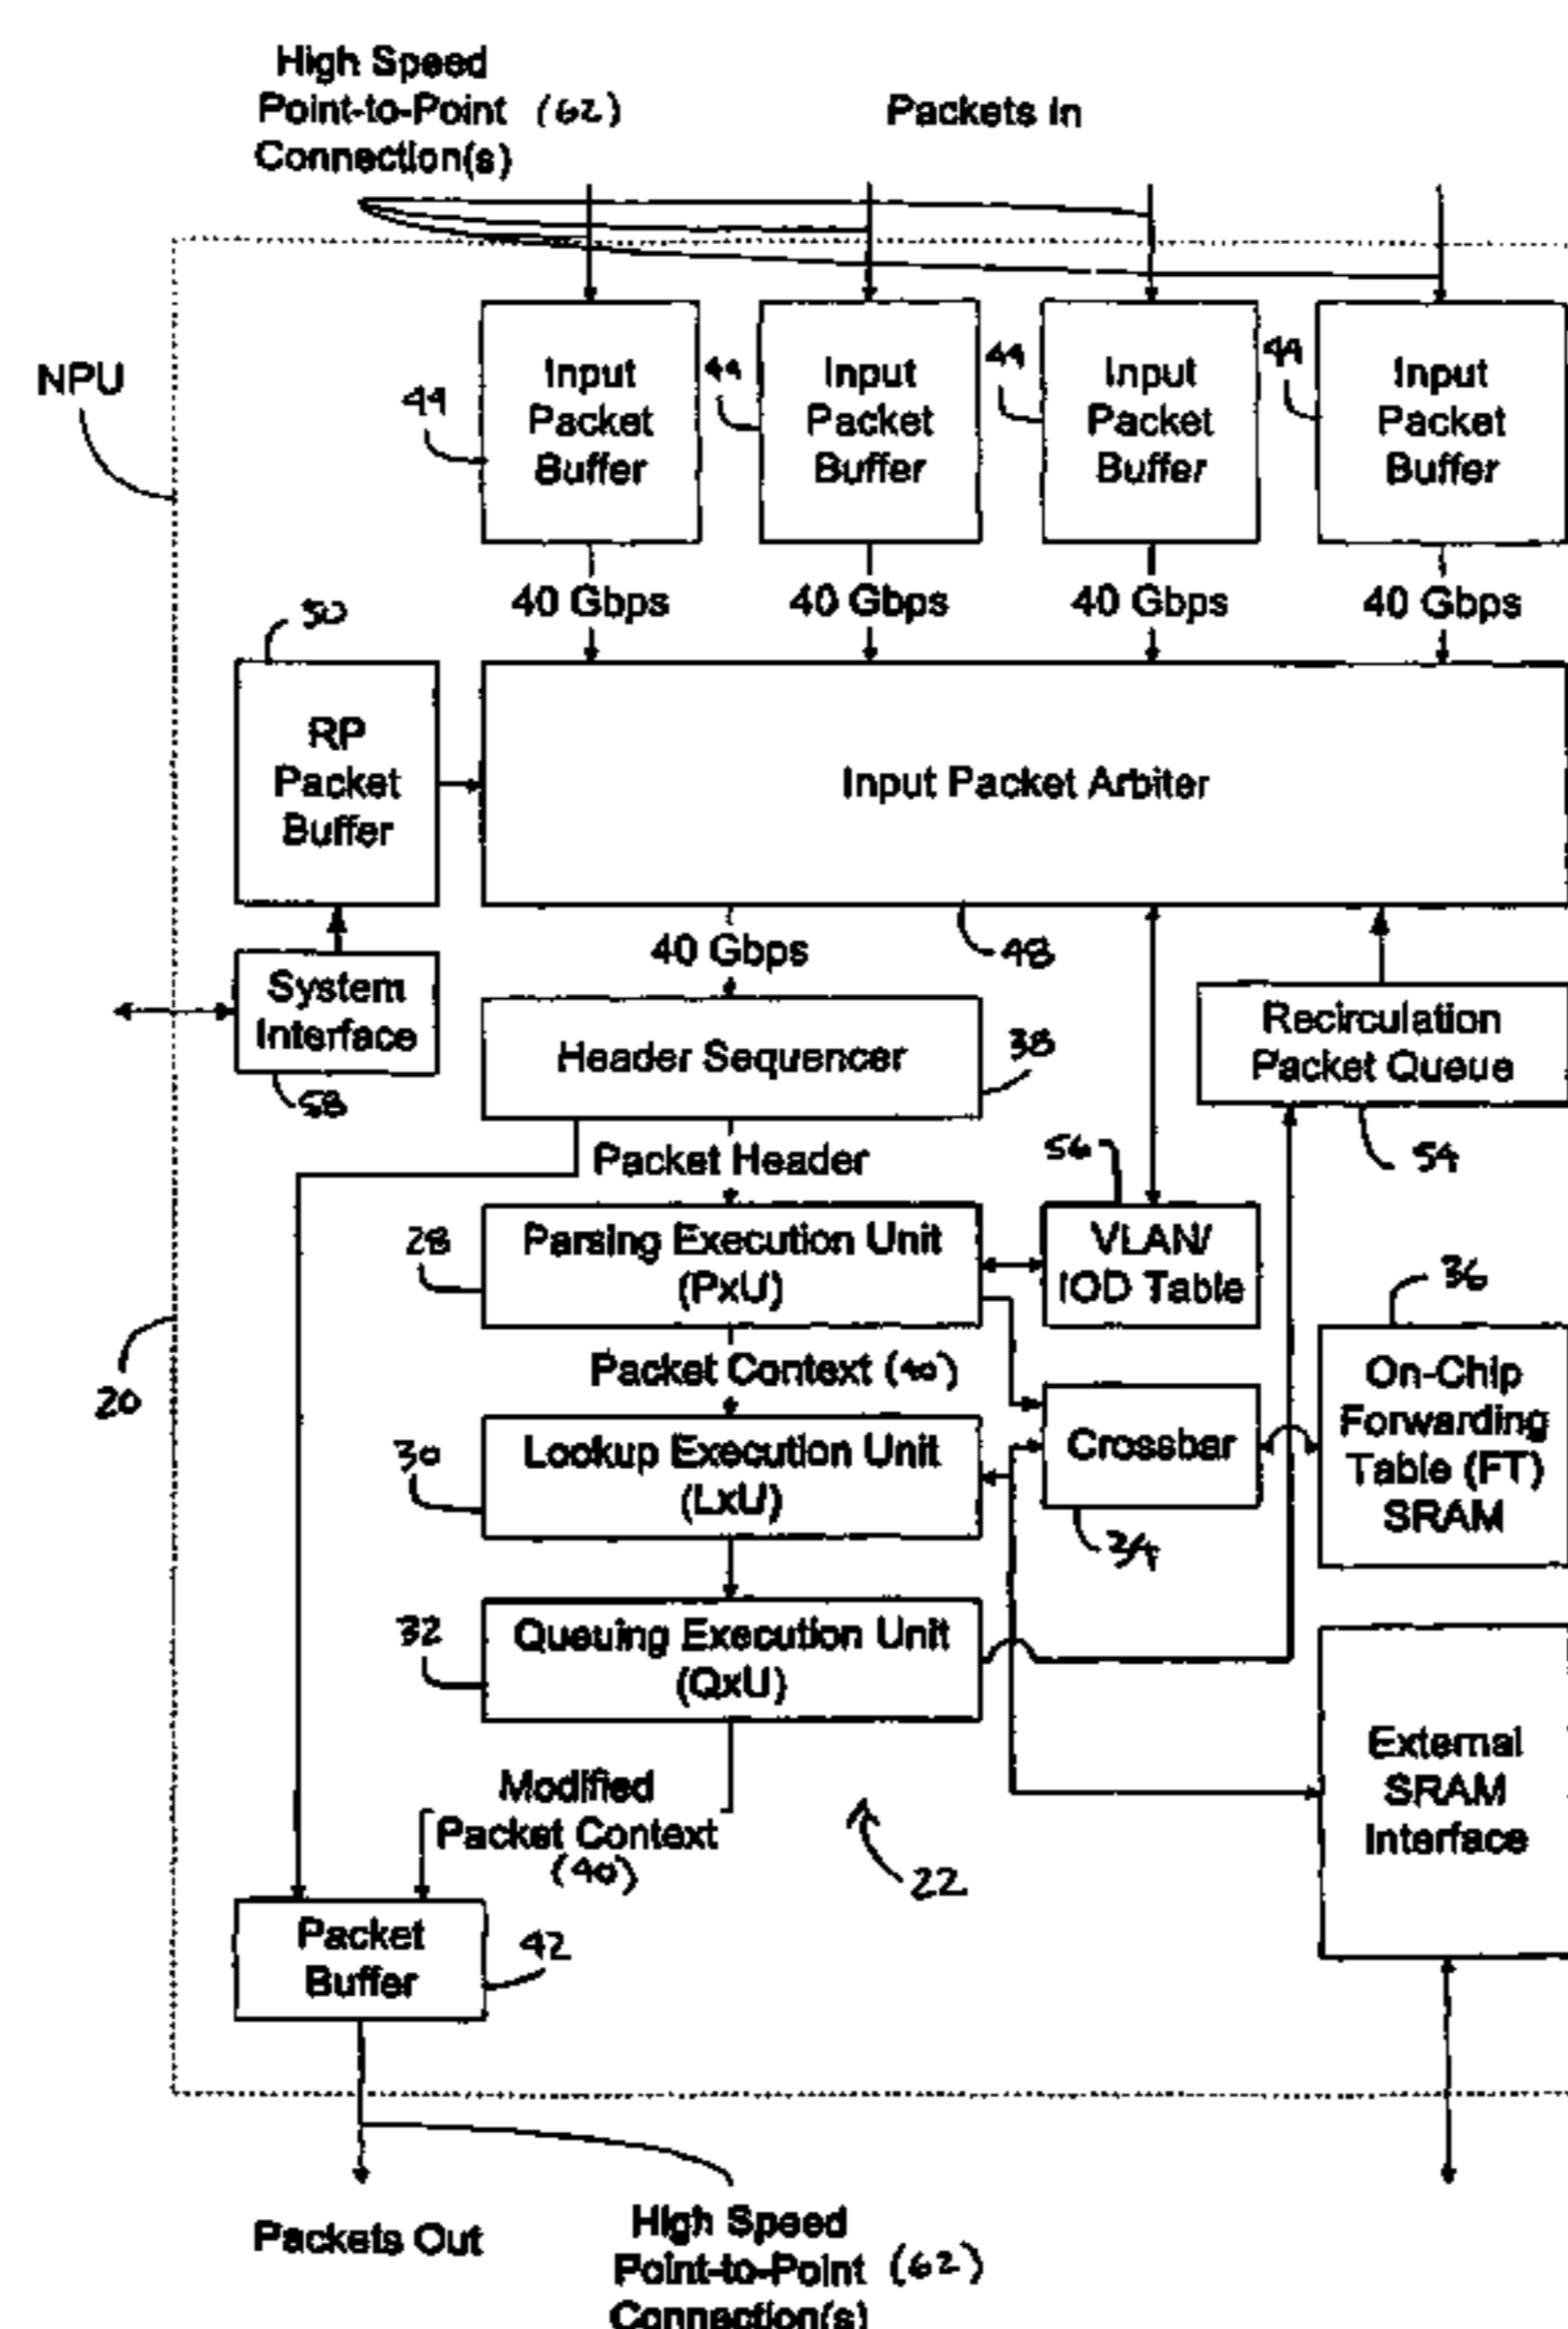 High Speed
Point-to-Point (62)
Connection(s)
Packets In
NPU
44
Input
Packet
Buffer
44
Input
Packet
Buffer
44
Input
Packet
Buffer
44
Input
Packet
Buffer
40 Gbps
40 Gbps
40 Gbps
40 Gbps
50
RP
Packet
Buffer
Input Packet Arbiter
40 Gbps
48
System
Interface
58
Header Sequencer
38
Recirculation
Packet Queue
54
Packet Header
56
28
Parsing Execution Unit
(PxU)
VLAN/
IOD Table
36
20
Packet Context (40)
On-Chip
Forwarding
Table (FT)
SRAM
Crossbar
34
30
Lookup Execution Unit
(LxU)
32
Queuing Execution Unit
(QxU)
External
SRAM
Interface
Modified
Packet Context
(40)
22
Packet
Buffer
42
Packets Out
High Speed
Point-to-Point (62)
Connection(s)